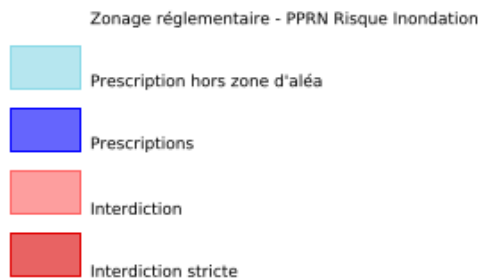 Zonage réglementaire - PPRN Risque Inondation
Prescription hors zone d'aléa
Prescriptions
Interdiction
Interdiction stricte